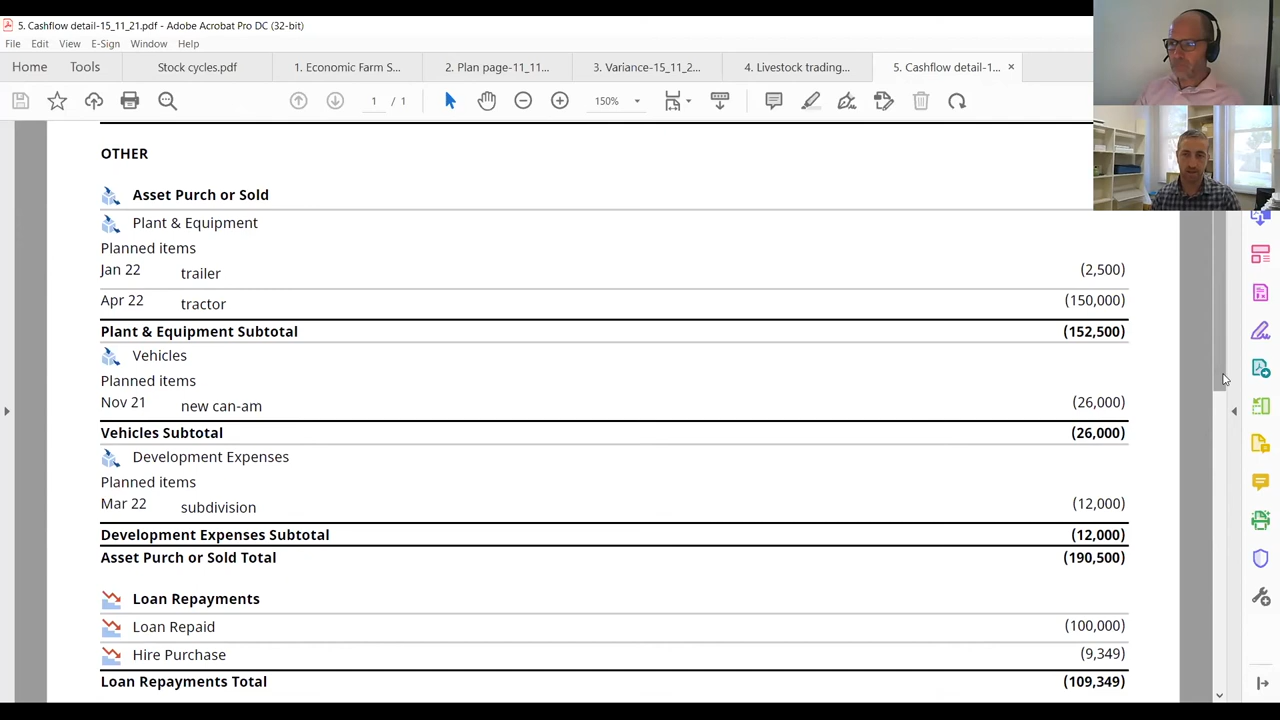 5. Cashflow detail-15_11_21.pdf - Adobe Acrobat Pro DC (32-bit)
File Edit View E-Sign Window Help
Home Tools Stock cycles.pdf 1. Economic Farm S... 2. Plan page-11_11... 3. Variance-15_11_2... 4. Livestock trading... 5. Cashflow detail-1... ×
1 / 1 150%
OTHER
Asset Purch or Sold
Plant & Equipment
Planned items
Jan 22 trailer (2,500)
Apr 22 tractor (150,000)
Plant & Equipment Subtotal (152,500)
Vehicles
Planned items
Nov 21 new can-am (26,000)
Vehicles Subtotal (26,000)
Development Expenses
Planned items
Mar 22 subdivision (12,000)
Development Expenses Subtotal (12,000)
Asset Purch or Sold Total (190,500)
Loan Repayments
Loan Repaid (100,000)
Hire Purchase (9,349)
Loan Repayments Total (109,349)